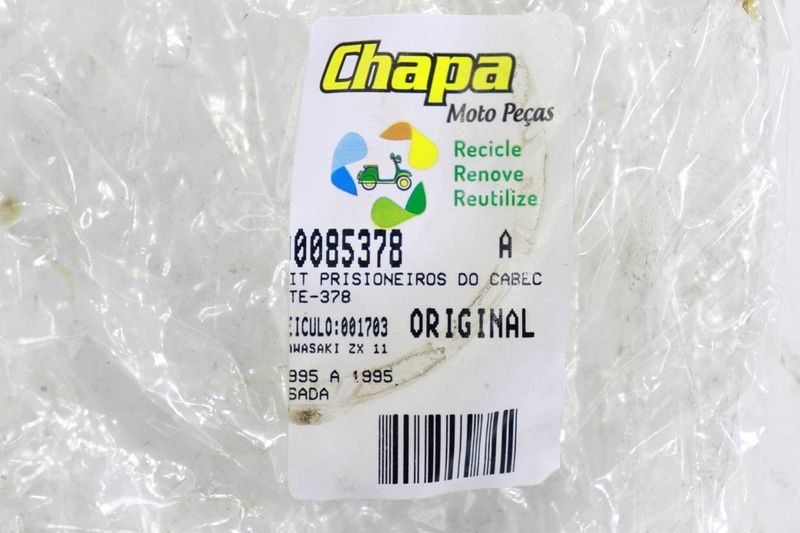 Chapa
Moto Peças
Recicle
Renove
Reutilize
0085378 A
IT PRISIONEIROS DO CABEC
TE-378
EICULO:001703 ORIGINAL
AWASAKI ZX 11
995 A 1995
SADA